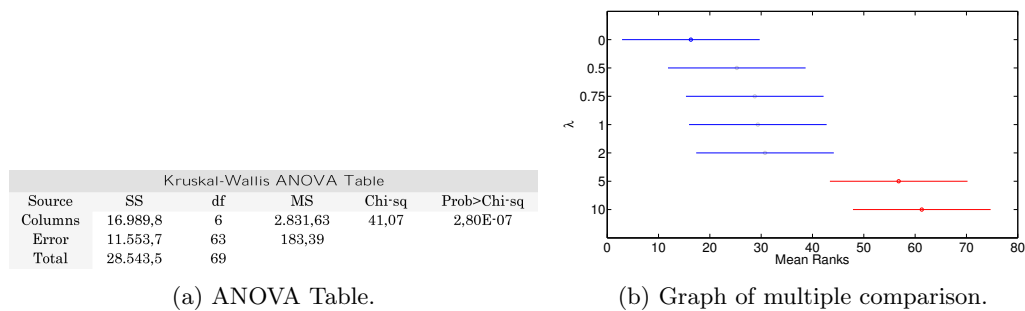 Kruskal-Wallis ANOVA Table
Source SS df MS Chi-sq Prob>Chi-sq
Columns 16.989,8 6 2.831,63 41,07 2,80E-07
Error 11.553,7 63 183,39
Total 28.543,5 69
(a) ANOVA Table.
0
0.5
0.75
1
2
5
10
λ
0 10 20 30 40 50 60 70 80
Mean Ranks
(b) Graph of multiple comparison.